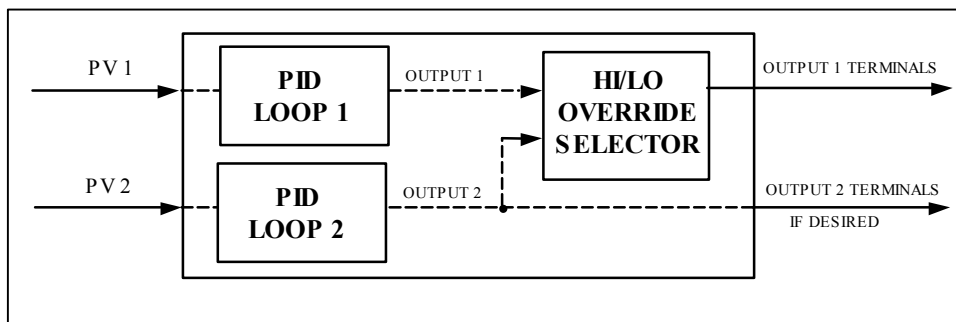 PV 1
PID
LOOP 1
OUTPUT 1
HI/LO
OVERRIDE
SELECTOR
OUTPUT 1 TERMINALS
PV 2
PID
LOOP 2
OUTPUT 2
OUTPUT 2 TERMINALS
IF DESIRED